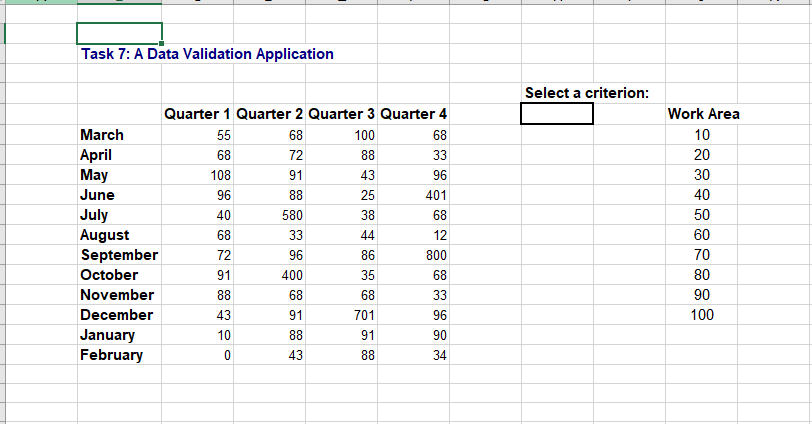 Task 7: A Data Validation Application
Select a criterion:
Quarter 1 Quarter 2 Quarter 3 Quarter 4 Work Area
March 55 68 100 68 10
April 68 72 88 33 20
May 108 91 43 96 30
June 96 88 25 401 40
July 40 580 38 68 50
August 68 33 44 12 60
September 72 96 86 800 70
October 91 400 35 68 80
November 88 68 68 33 90
December 43 91 701 96 100
January 10 88 91 90
February 0 43 88 34